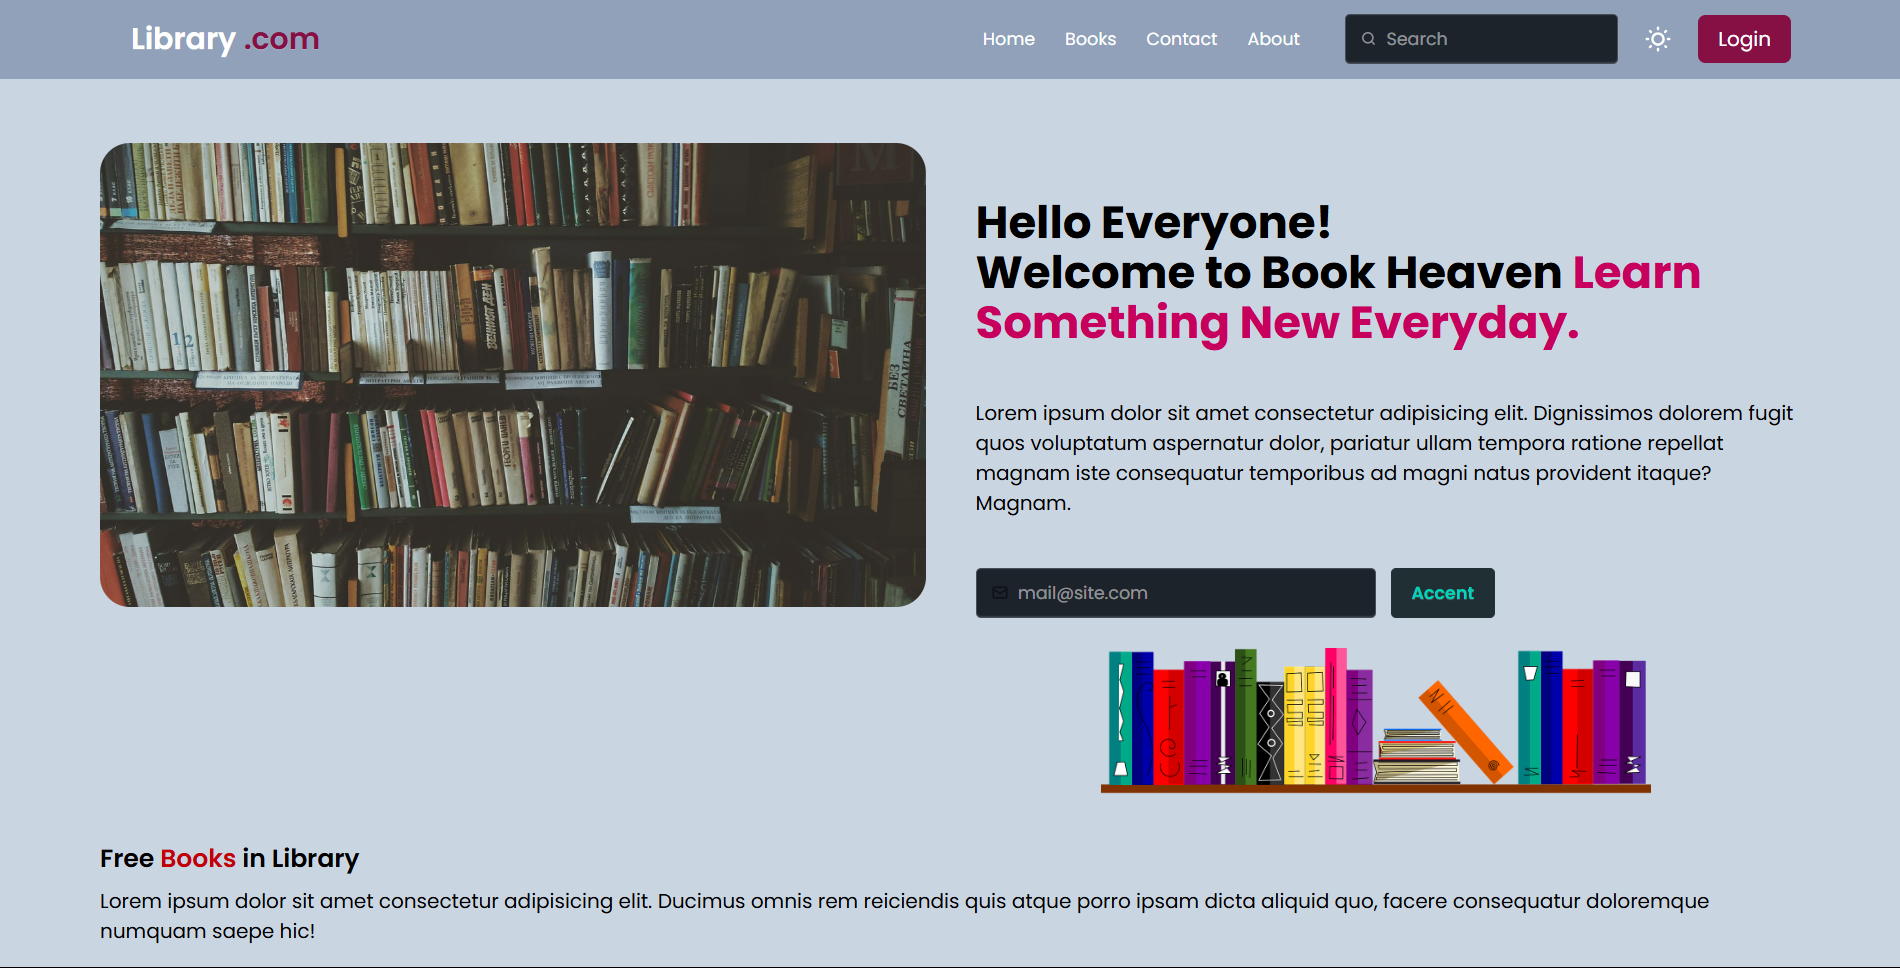 Library .com
Home
Books
Contact
About
Search
Login
Hello Everyone!
Welcome to Book Heaven Learn
Something New Everyday.
Lorem ipsum dolor sit amet consectetur adipisicing elit. Dignissimos dolorem fugit
quos voluptatum aspernatur dolor, pariatur ullam tempora ratione repellat
magnam iste consequatur temporibus ad magni natus provident itaque?
Magnam.
mail@site.com
Accent
Free Books in Library
Lorem ipsum dolor sit amet consectetur adipisicing elit. Ducimus omnis rem reiciendis quis atque porro ipsam dicta aliquid quo, facere consequatur doloremque
numquam saepe hic!